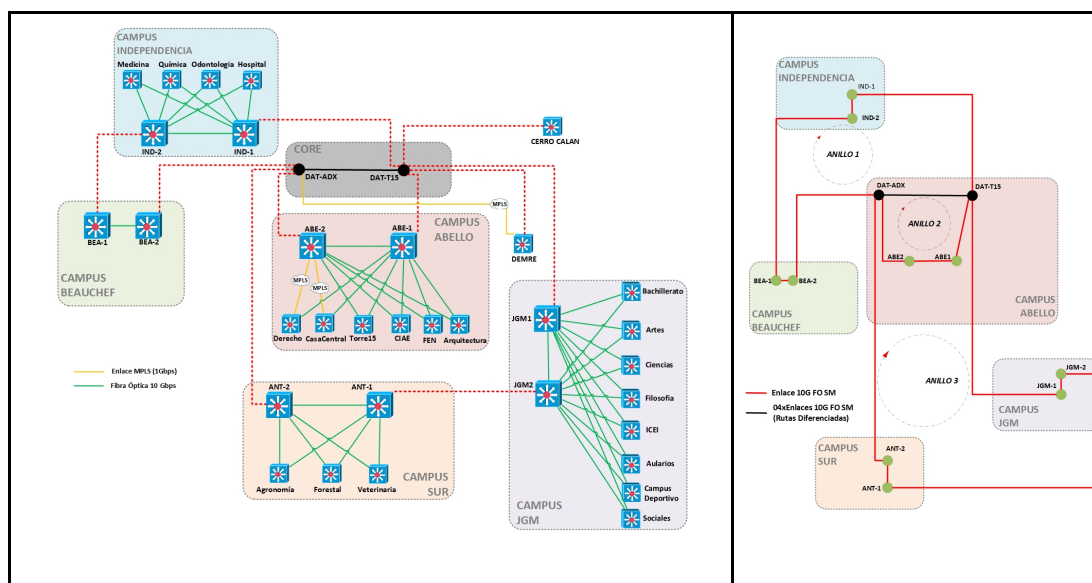 CAMPUS
INDEPENDENCIA
Medicina
Química
Odontologia
Hospital
IND-2
IND-1
CERRO CALAN
CORE
DAT-ADX
DAT-T15
MPLS
DEMRE
BEA-1
BEA-2
CAMPUS
BEAUCHEF
CAMPUS
ABELLO
ABE-2
ABE-1
MPLS
MPLS
Derecho
CasaCentral
Torre15
CIAE
FEN
Arquitectura
Enlace MPLS (1Gbps)
Fibra Óptica 10 Gbps
ANT-2
ANT-1
Agronomía
Forestal
Veterinaria
CAMPUS
SUR
JGM1
JGM2
Bachillerato
Artes
Ciencias
Filosofia
ICEI
Aularios
Campus
Deportivo
Sociales
CAMPUS
JGM
CAMPUS
INDEPENDENCIA
IND-1
IND-2
ANILLO 1
DAT-ADX
DAT-T15
ANILLO 2
ABE2
ABE1
CAMPUS
ABELLO
BEA-1
BEA-2
CAMPUS
BEAUCHEF
ANILLO 3
JGM-2
JGM-1
CAMPUS
JGM
Enlace 10G FO SM
04xEnlaces 10G FO SM
(Rutas Diferenciadas)
CAMPUS
SUR
ANT-2
ANT-1